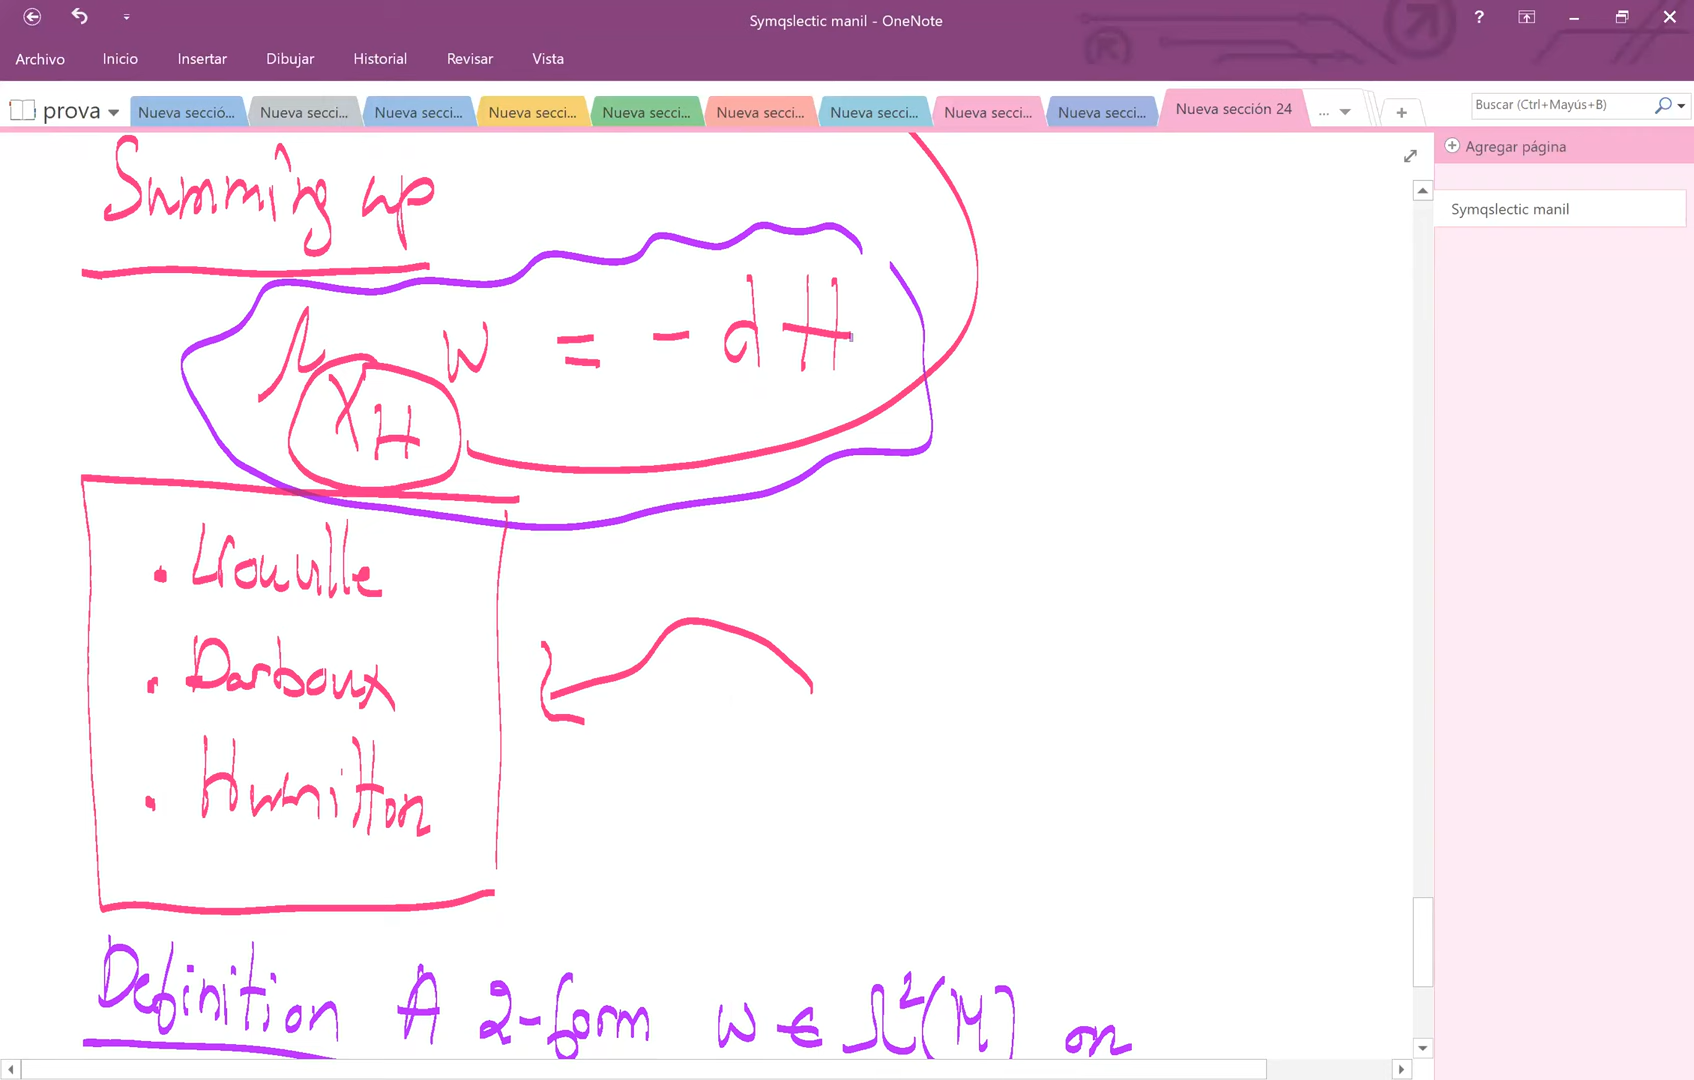 Symqslectic manil - OneNote
?
Archivo Inicio Insertar Dibujar Historial Revisar Vista
prova Nueva secció... Nueva secci... Nueva secci... Nueva secci... Nueva secci... Nueva secci... Nueva secci... Nueva secci... Nueva secci... Nueva sección 24 ... + Buscar (Ctrl+Mayús+B)
Agregar página
Symqslectic manil
Summing up
ι_{X_H} ω = - dH
• Liouville
• Darboux
• Hamilton
Definition A 2-form ω ∈ Ω²(M) on